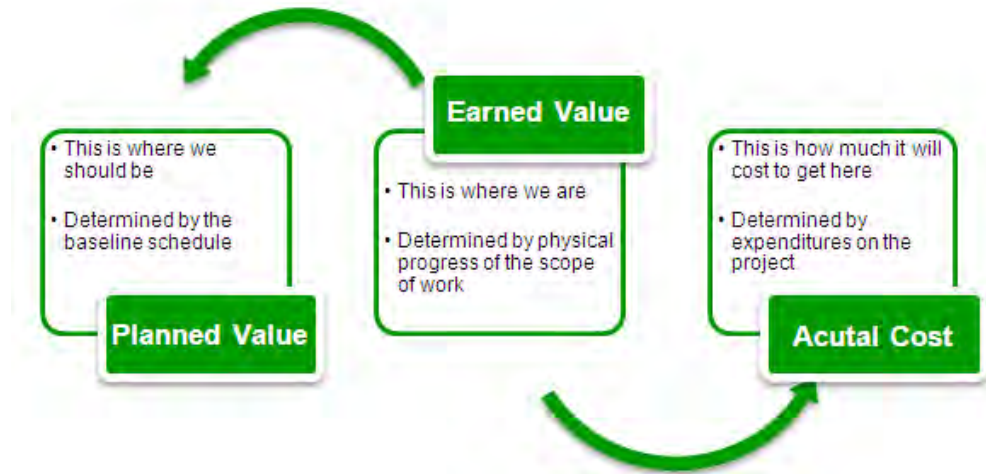 • This is where we
should be
• Determined by the
baseline schedule
Planned Value
Earned Value
• This is where we are
• Determined by physical
progress of the scope
of work
• This is how much it will
cost to get here
• Determined by
expenditures on the
project
Acutal Cost